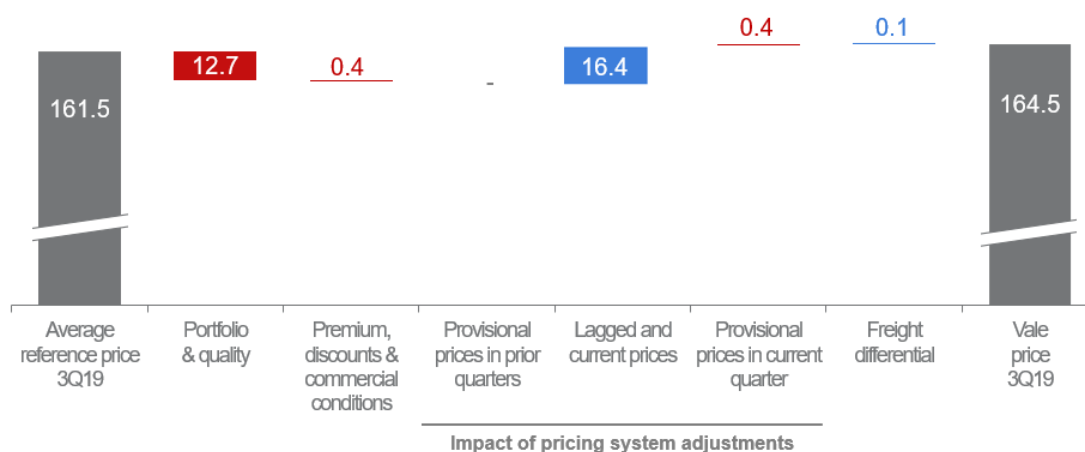 0.4
0.1
12.7
0.4
-
16.4
161.5
164.5
Average
reference price
3Q19
Portfolio
& quality
Premium,
discounts &
commercial
conditions
Provisional
prices in prior
quarters
Lagged and
current prices
Provisional
prices in current
quarter
Freight
differential
Vale
price
3Q19
Impact of pricing system adjustments